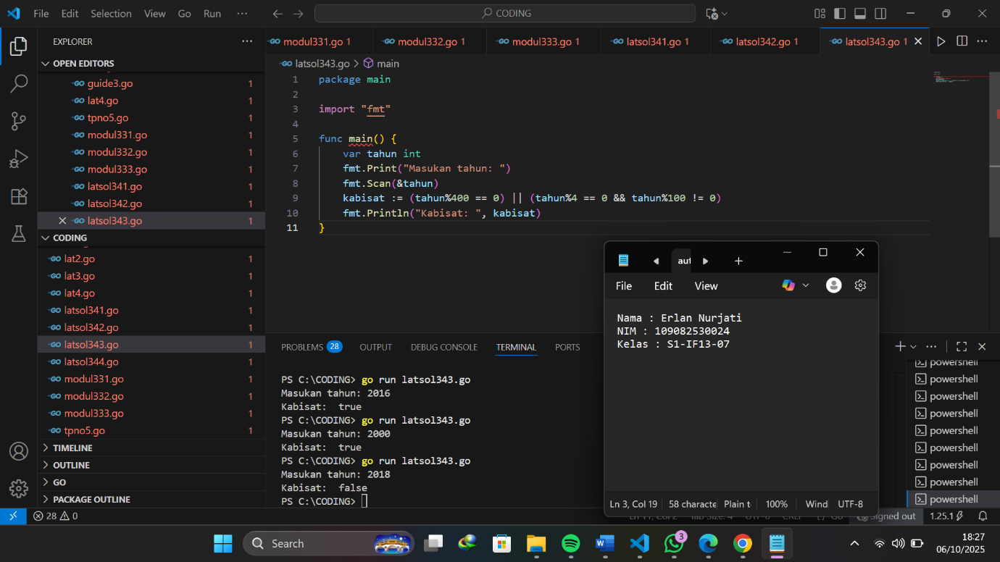 File Edit Selection View Go Run ··· CODING
EXPLORER ···
OPEN EDITORS
guide3.go 1
lat4.go 1
tpno5.go 1
modul331.go 1
modul332.go 1
modul333.go 1
latsol341.go 1
latsol342.go 1
latsol343.go 1
CODING
lat2.go 1
lat3.go 1
lat4.go 1
latsol341.go 1
latsol342.go 1
latsol343.go 1
latsol344.go 1
modul331.go 1
modul332.go 1
modul333.go 1
tpno5.go 1
TIMELINE
OUTLINE
GO
PACKAGE OUTLINE
modul331.go 1 modul332.go 1 modul333.go 1 latsol341.go 1 latsol342.go 1 latsol343.go 1
latsol343.go > main
1 package main
2
3 import "fmt"
4
5 func main() {
6 var tahun int
7 fmt.Print("Masukan tahun: ")
8 fmt.Scan(&tahun)
9 kabisat := (tahun%400 == 0) || (tahun%4 == 0 && tahun%100 != 0)
10 fmt.Println("Kabisat: ", kabisat)
11 }
PROBLEMS 28 OUTPUT DEBUG CONSOLE TERMINAL PORTS
PS C:\CODING> go run latsol343.go
Masukan tahun: 2016
Kabisat:  true
PS C:\CODING> go run latsol343.go
Masukan tahun: 2000
Kabisat:  true
PS C:\CODING> go run latsol343.go
Masukan tahun: 2018
Kabisat:  false
PS C:\CODING>
aut
File Edit View
Nama : Erlan Nurjati
NIM : 109082530024
Kelas : S1-IF13-07
Ln 3, Col 19 58 characte Plain t 100% Wind UTF-8
powershell
powershell
powershell
powershell
powershell
powershell
powershell
powershell
powershell
28 0 Signed out 1.25.1
Search 3 18:27
06/10/2025